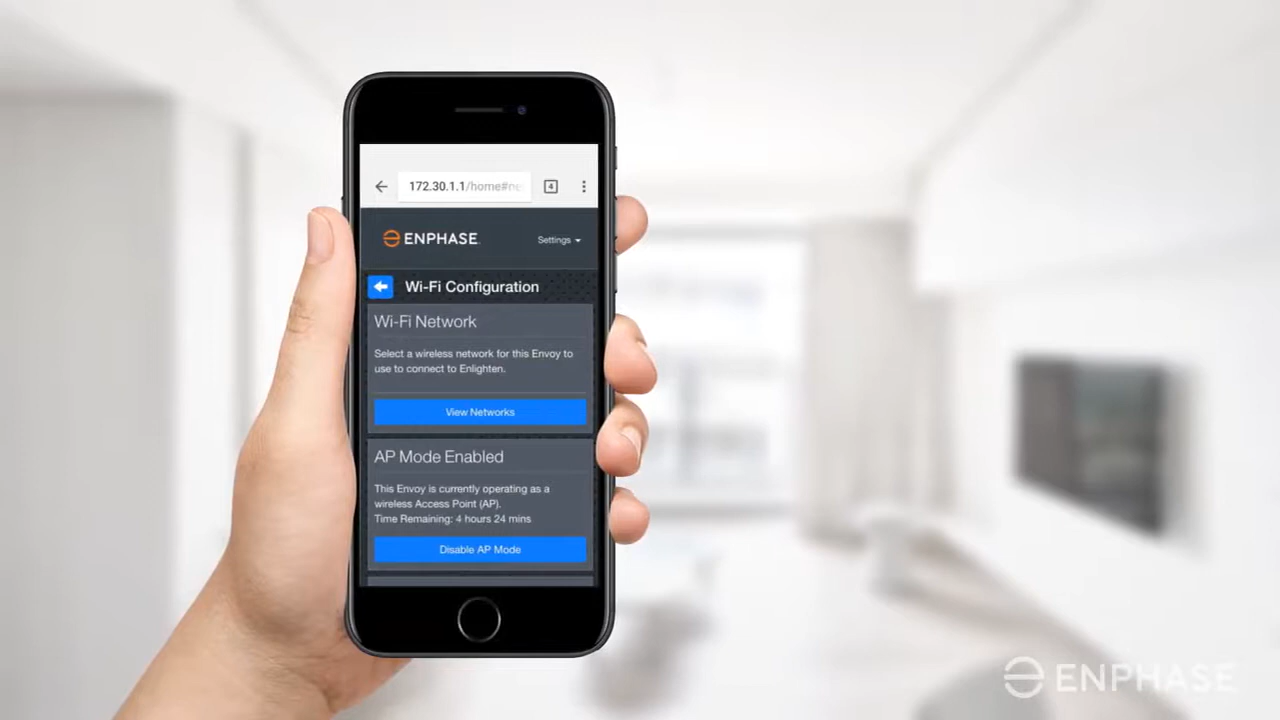 172.30.1.1/home#ne
4
ENPHASE
Settings
Wi-Fi Configuration
Wi-Fi Network
Select a wireless network for this Envoy to
use to connect to Enlighten.
View Networks
AP Mode Enabled
This Envoy is currently operating as a
wireless Access Point (AP).
Time Remaining: 4 hours 24 mins
Disable AP Mode
ENPHASE